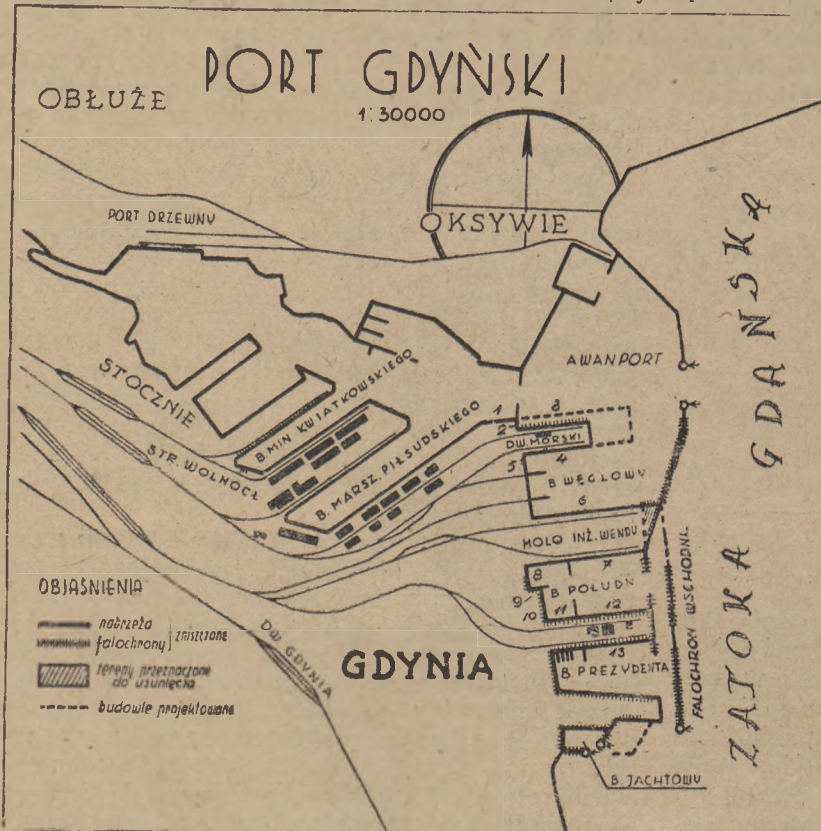 PORT GDYŃSKI
1:30000
OBŁUŻE
OKSYWIE
PORT DRZEWNY
AWANPORT
ZATOKA GDAŃSKA
STOCZNIE
B. MIN KWIATKOWSKIEGO
STR. WOLNOCŁ
B. MARSZ. PIŁSUDSKIEGO
1
2
3
DW. MORSKI
4
5
B WĘGLOWY
6
MOLO INŻ. WENDY
7
8
B POŁUDN
9
10
11
12
13
B. PREZYDENTA
FALOCHRON WSCHODNI
B. JACHTOWY
GDYNIA
DW GDYNIA
OBJAŚNIENIA
nabrzeża
falochrony
zniszczone
tereny przeznaczone
do usunięcia
budowle projektowane